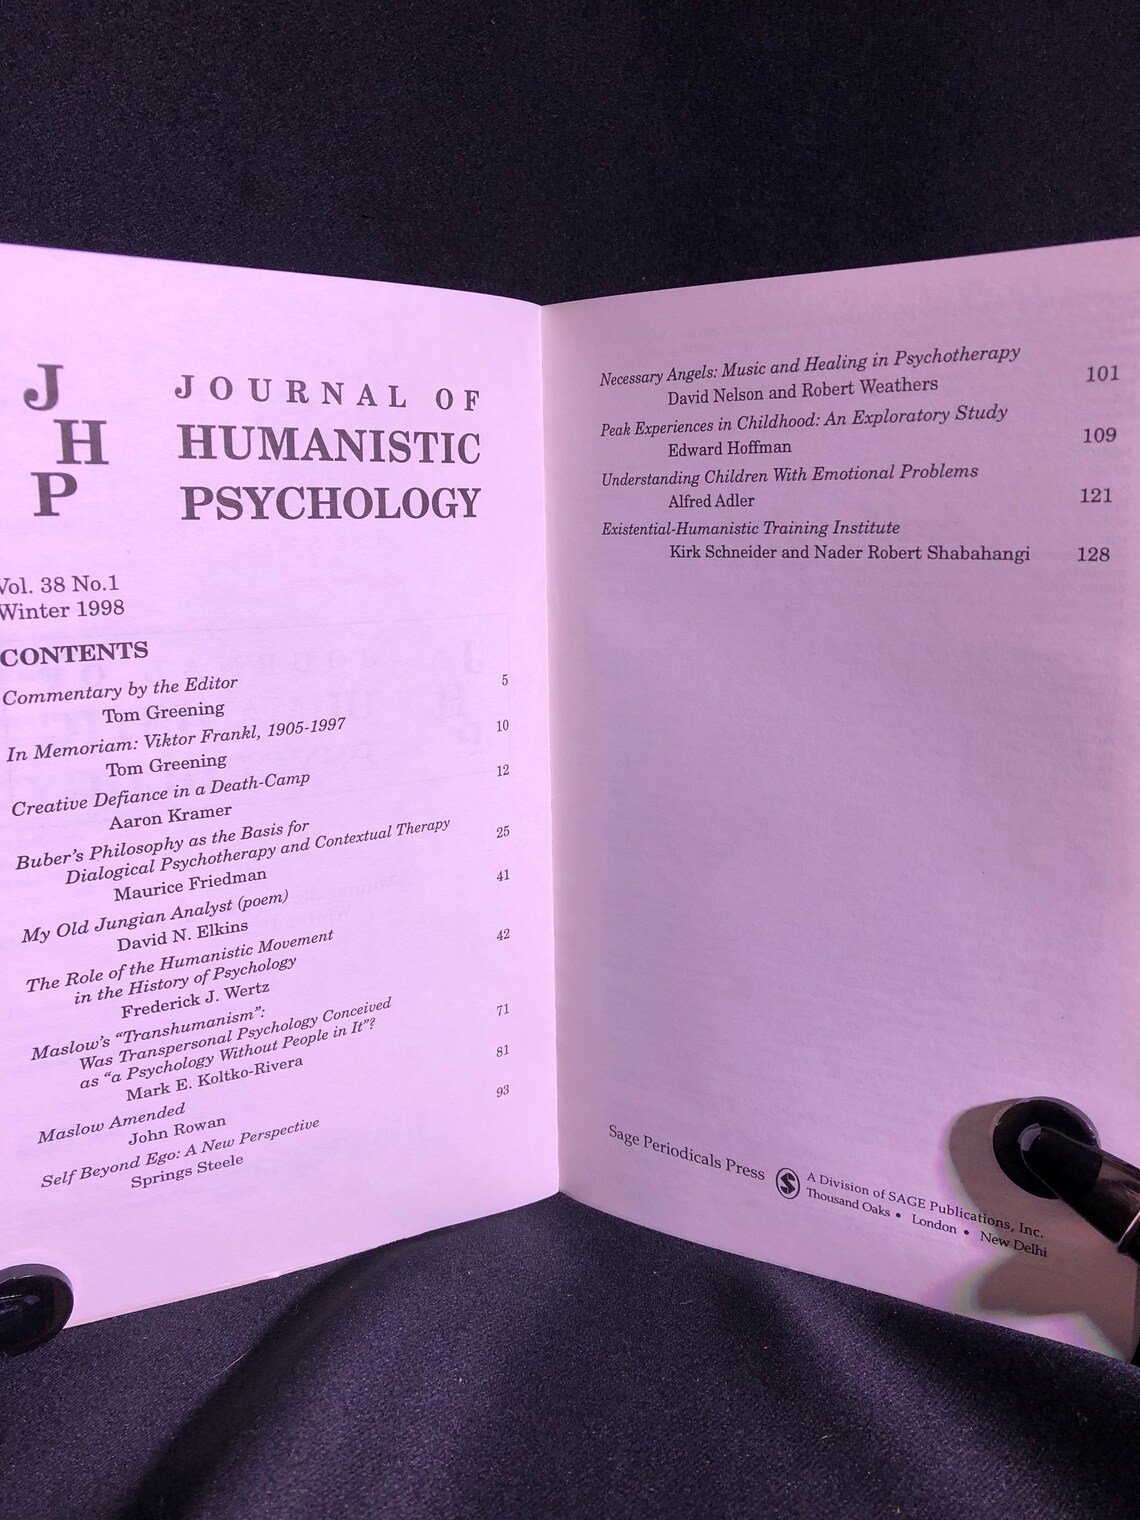 J
H
P
JOURNAL OF
HUMANISTIC
PSYCHOLOGY
Vol. 38 No.1
Winter 1998
CONTENTS
Commentary by the Editor 5
Tom Greening
In Memoriam: Viktor Frankl, 1905-1997 10
Tom Greening
Creative Defiance in a Death-Camp 12
Aaron Kramer
Buber's Philosophy as the Basis for
Dialogical Psychotherapy and Contextual Therapy 25
Maurice Friedman
My Old Jungian Analyst (poem) 41
David N. Elkins
The Role of the Humanistic Movement 42
in the History of Psychology
Frederick J. Wertz
Maslow's “Transhumanism”:
Was Transpersonal Psychology Conceived 71
as “a Psychology Without People in It”?
Mark E. Koltko-Rivera
Maslow Amended 81
John Rowan
Self Beyond Ego: A New Perspective 93
Springs Steele
Necessary Angels: Music and Healing in Psychotherapy
David Nelson and Robert Weathers 101
Peak Experiences in Childhood: An Exploratory Study
Edward Hoffman 109
Understanding Children With Emotional Problems
Alfred Adler 121
Existential-Humanistic Training Institute
Kirk Schneider and Nader Robert Shabahangi 128
Sage Periodicals Press
S
A Division of SAGE Publications, Inc.
Thousand Oaks • London • New Delhi